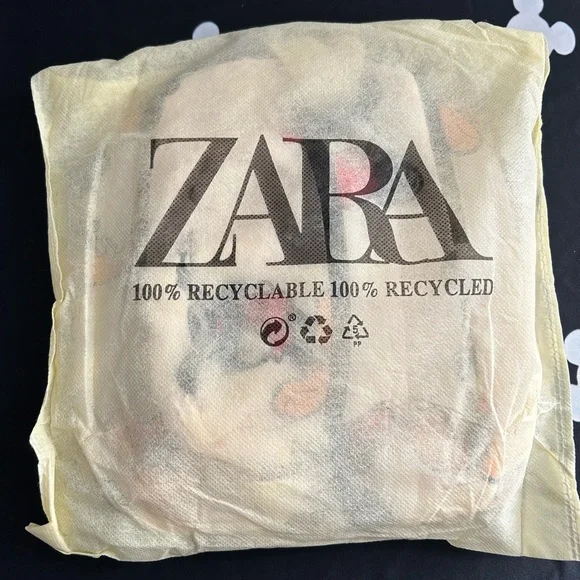 ZARA
100% RECYCLABLE 100% RECYCLED
®
5
PP